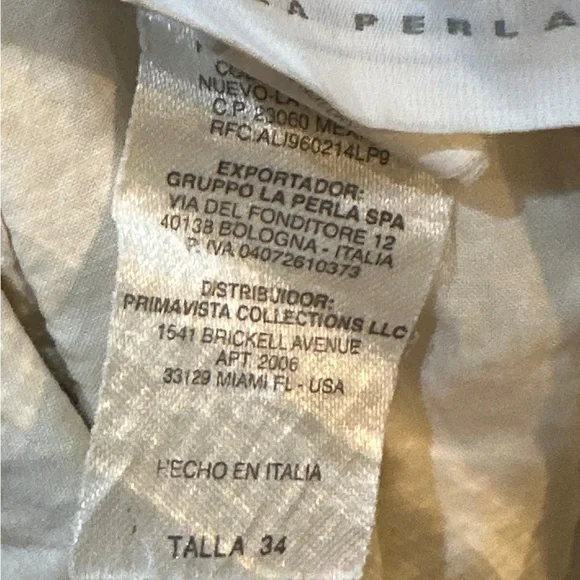 LA PERLA
NUEVO-LA
C.P. 23060 MEX.
RFC:ALI960214LP9
EXPORTADOR:
GRUPPO LA PERLA SPA
VIA DEL FONDITORE 12
40138 BOLOGNA - ITALIA
P. IVA 04072610373
DISTRIBUIDOR:
PRIMAVISTA COLLECTIONS LLC
1541 BRICKELL AVENUE
APT 2006
33129 MIAMI FL - USA
HECHO EN ITALIA
TALLA 34